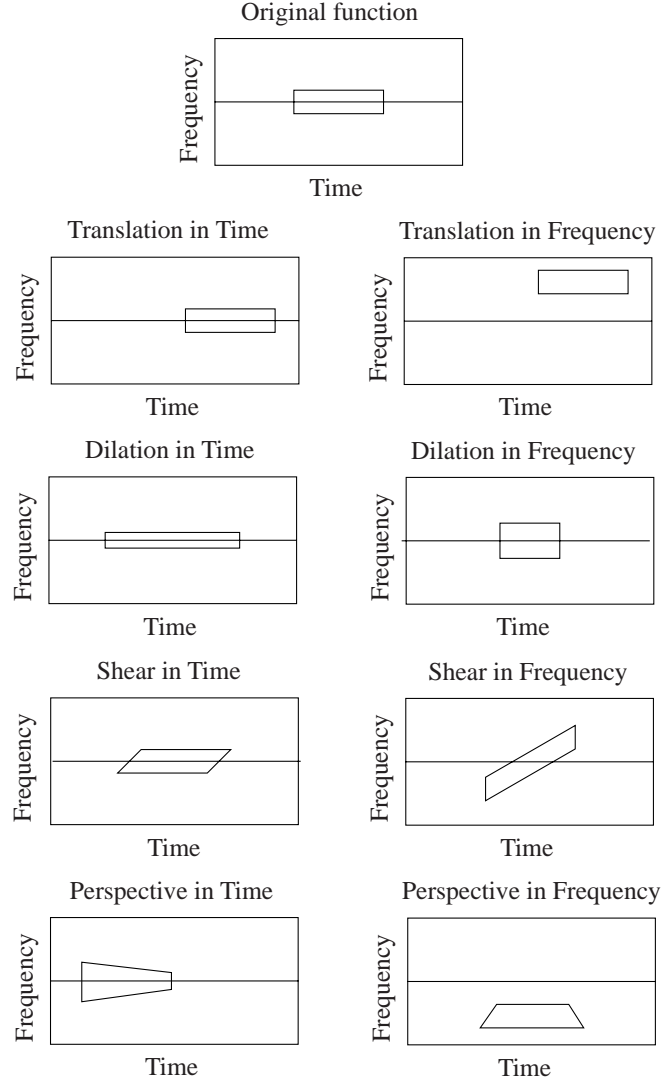 Original function
Frequency
Time
Translation in Time
Frequency
Time
Translation in Frequency
Frequency
Time
Dilation in Time
Frequency
Time
Dilation in Frequency
Frequency
Time
Shear in Time
Frequency
Time
Shear in Frequency
Frequency
Time
Perspective in Time
Frequency
Time
Perspective in Frequency
Frequency
Time